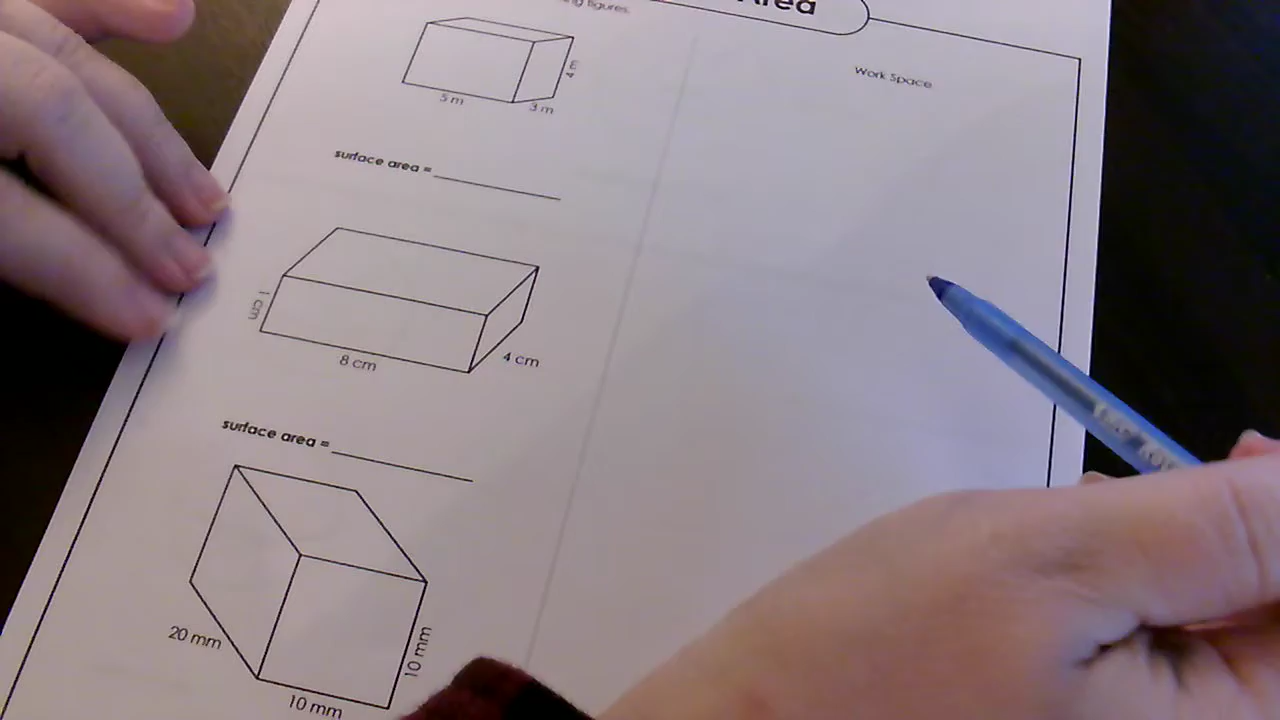 Area
figures.
4 m
5 m
3 m
Work Space
surface area =
1 cm
8 cm
4 cm
surface area =
20 mm
10 mm
10 mm